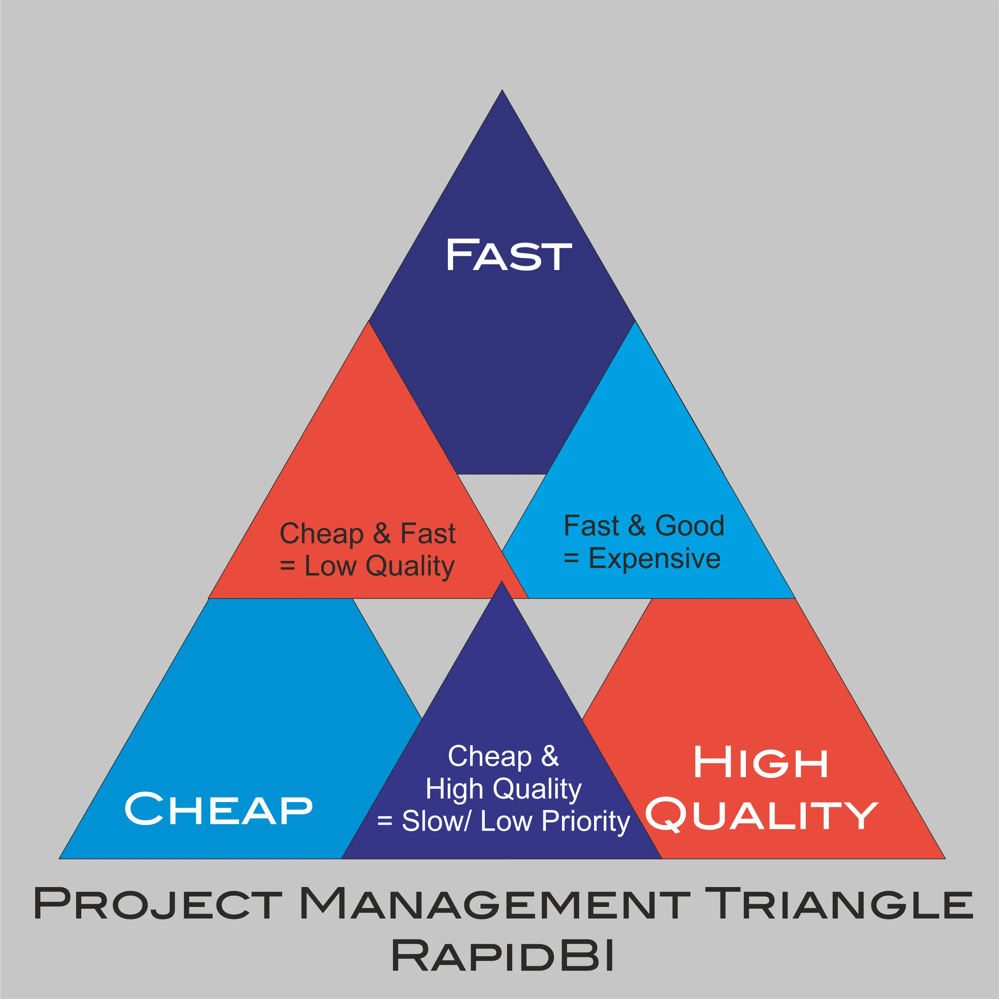 Fast
Cheap & Fast
= Low Quality
Fast & Good
= Expensive
Cheap
Cheap &
High Quality
= Slow/ Low Priority
High
Quality
Project Management Triangle
RapidBI